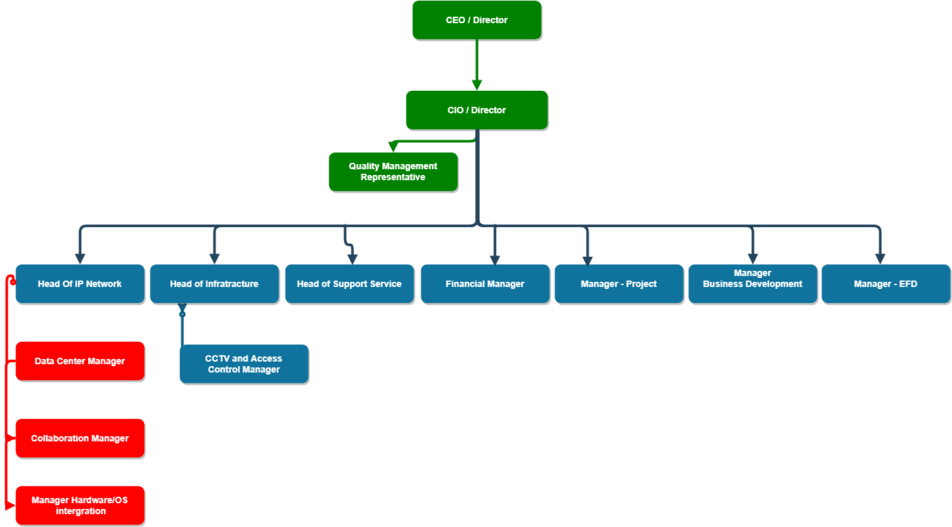 CEO / Director
CIO / Director
Quality Management
Representative
Head Of IP Network
Head of Infratracture
Head of Support Service
Financial Manager
Manager - Project
Manager
Business Development
Manager - EFD
Data Center Manager
CCTV and Access
Control Manager
Collaboration Manager
Manager Hardware/OS
intergration